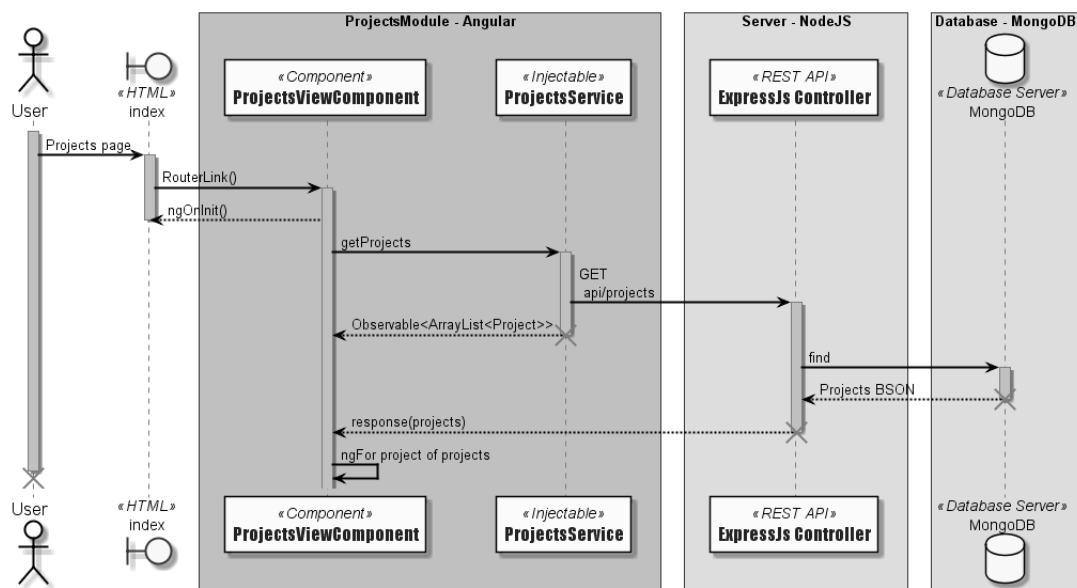 ProjectsModule - Angular
Server - NodeJS
Database - MongoDB
User
«HTML»
index
«Component»
ProjectsViewComponent
«Injectable»
ProjectsService
«REST API»
ExpressJs Controller
«Database Server»
MongoDB
Projects page
RouterLink()
ngOnInit()
getProjects
GET
api/projects
Observable<ArrayList<Project>>
find
Projects BSON
response(projects)
ngFor project of projects
User
«HTML»
index
«Component»
ProjectsViewComponent
«Injectable»
ProjectsService
«REST API»
ExpressJs Controller
«Database Server»
MongoDB